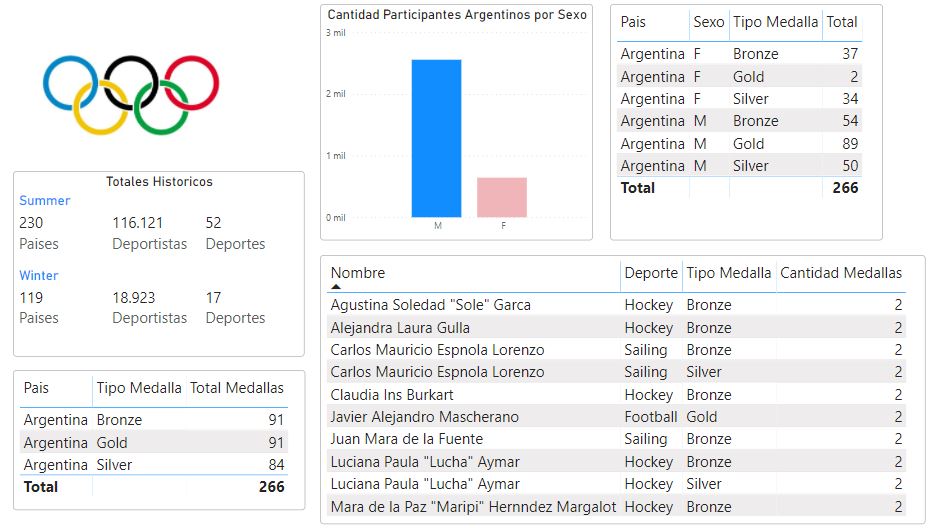 Cantidad Participantes Argentinos por Sexo
3 mil
2 mil
1 mil
0 mil
M F
Pais Sexo Tipo Medalla Total
Argentina F Bronze 37
Argentina F Gold 2
Argentina F Silver 34
Argentina M Bronze 54
Argentina M Gold 89
Argentina M Silver 50
Total 266
Totales Historicos
Summer
230 116.121 52
Paises Deportistas Deportes
Winter
119 18.923 17
Paises Deportistas Deportes
Pais Tipo Medalla Total Medallas
Argentina Bronze 91
Argentina Gold 91
Argentina Silver 84
Total 266
Nombre Deporte Tipo Medalla Cantidad Medallas
Agustina Soledad "Sole" Garca Hockey Bronze 2
Alejandra Laura Gulla Hockey Bronze 2
Carlos Mauricio Espnola Lorenzo Sailing Bronze 2
Carlos Mauricio Espnola Lorenzo Sailing Silver 2
Claudia Ins Burkart Hockey Bronze 2
Javier Alejandro Mascherano Football Gold 2
Juan Mara de la Fuente Sailing Bronze 2
Luciana Paula "Lucha" Aymar Hockey Bronze 2
Luciana Paula "Lucha" Aymar Hockey Silver 2
Mara de la Paz "Maripi" Hernndez Margalot Hockey Bronze 2